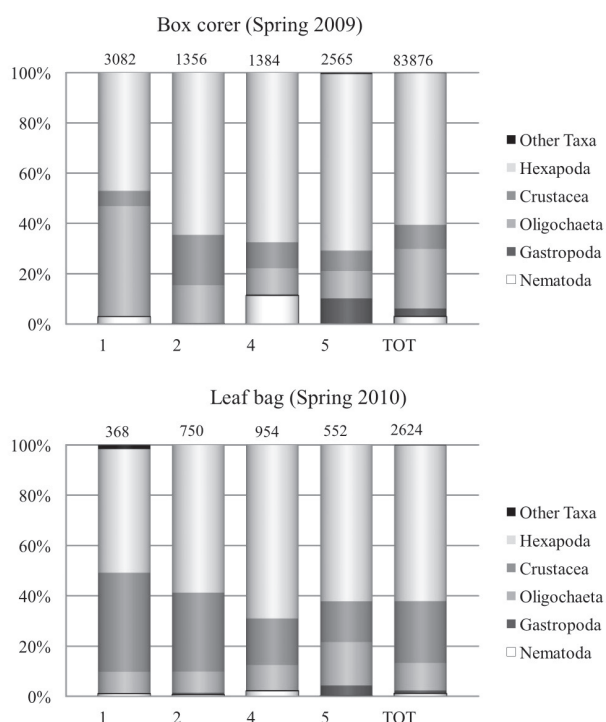 Box corer (Spring 2009)
3082 1356 1384 2565 83876
100%
80%
60%
40%
20%
0%
1 2 4 5 TOT
Other Taxa
Hexapoda
Crustacea
Oligochaeta
Gastropoda
Nematoda
Leaf bag (Spring 2010)
368 750 954 552 2624
100%
80%
60%
40%
20%
0%
1 2 4 5 TOT
Other Taxa
Hexapoda
Crustacea
Oligochaeta
Gastropoda
Nematoda